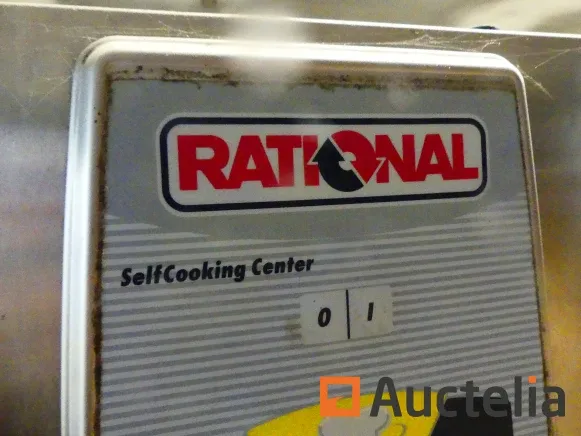 RATIONAL
SelfCooking Center
0 1
Auctelia